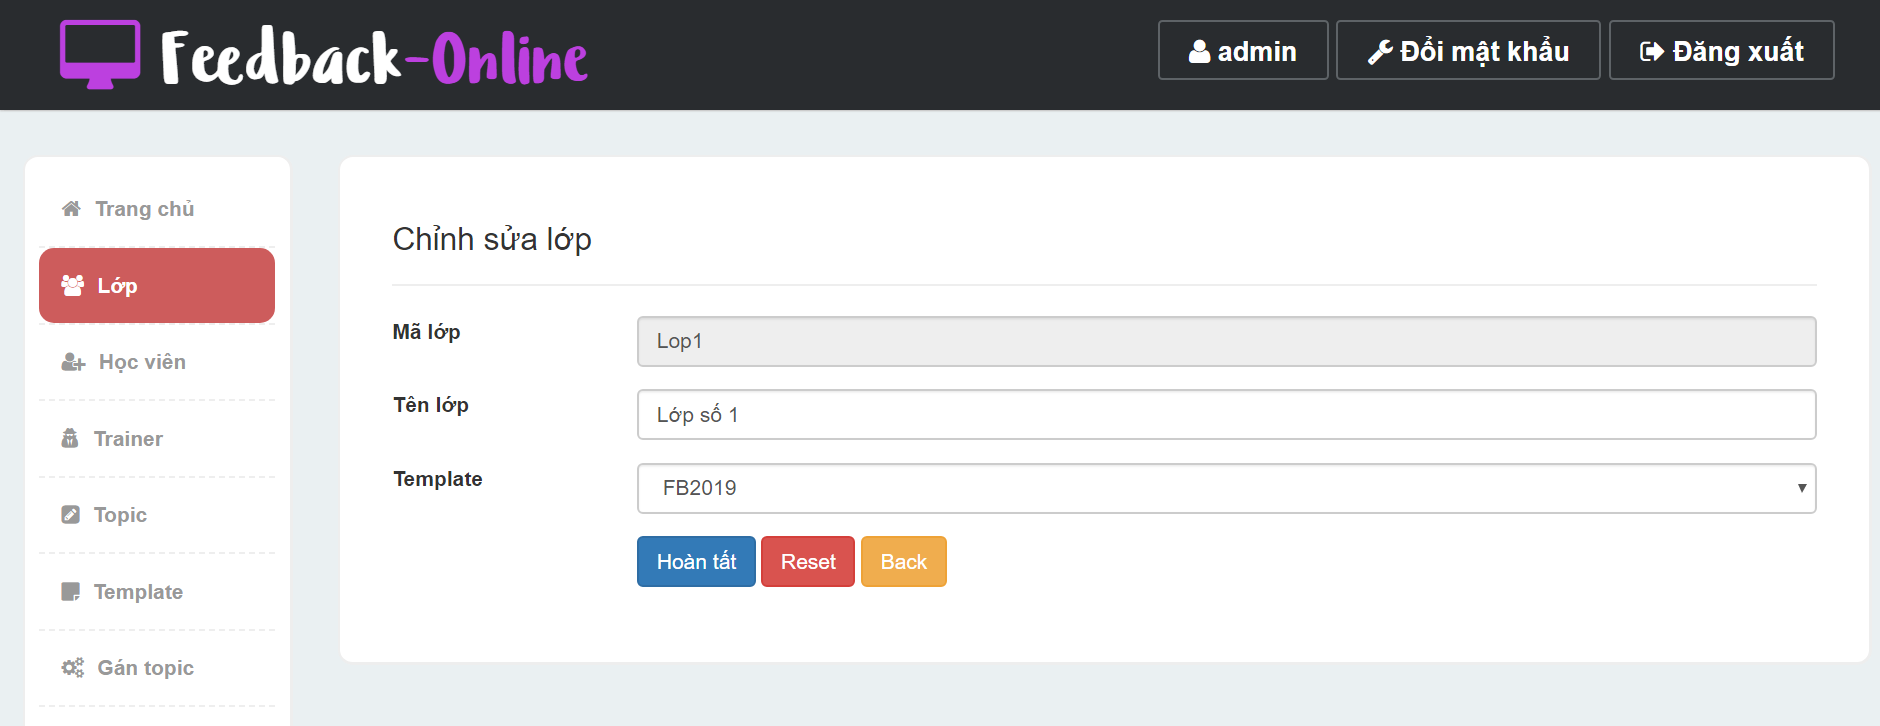 Feedback-Online
admin
Đổi mật khẩu
Đăng xuất
Trang chủ
Lớp
Học viên
Trainer
Topic
Template
Gán topic
Chỉnh sửa lớp
Mã lớp
Lop1
Tên lớp
Lớp số 1
Template
FB2019
Hoàn tất
Reset
Back